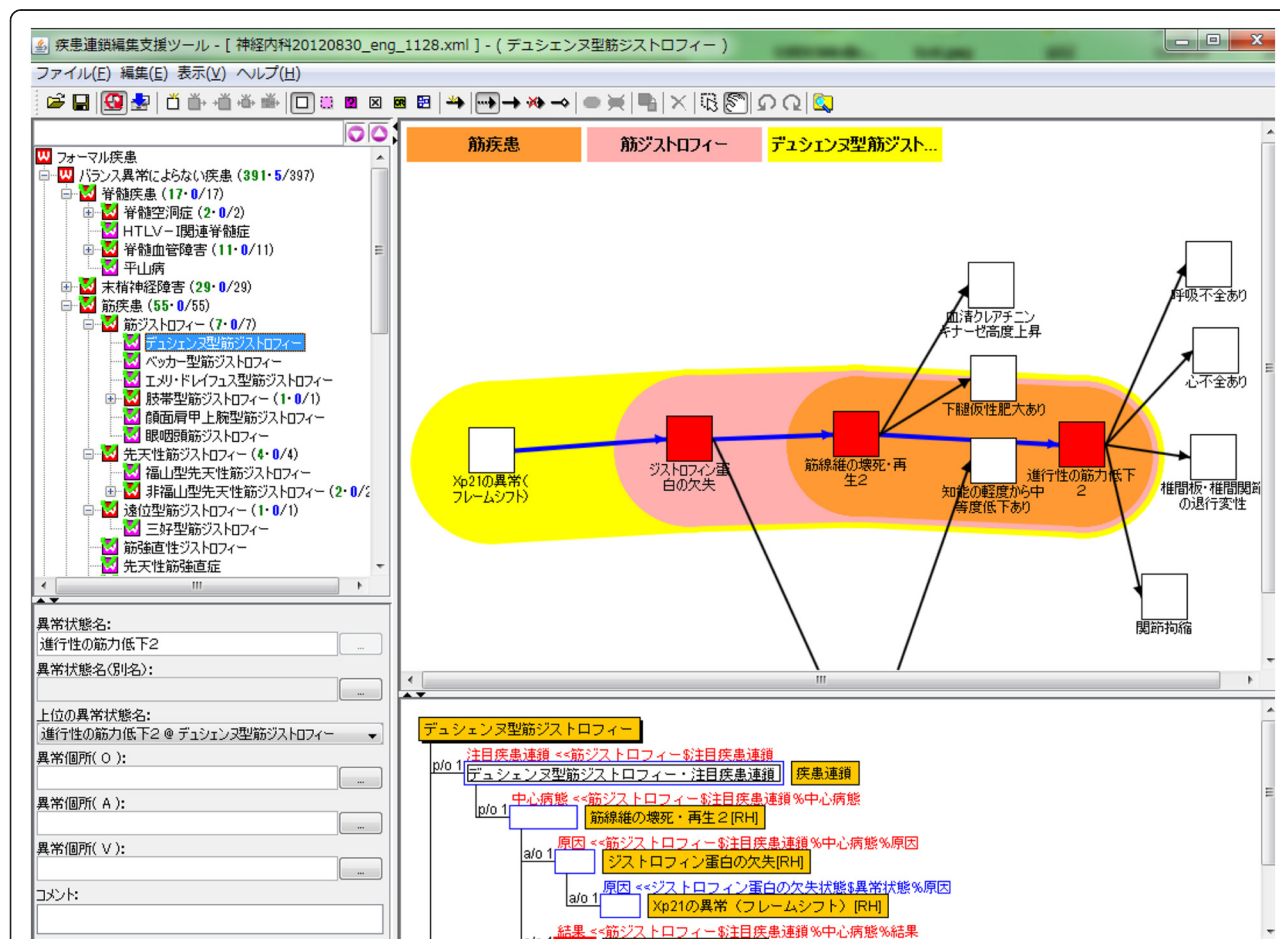 疾患連鎖編集支援ツール - [ 神経内科20120830_eng_1128.xml ] - ( デュシェンヌ型筋ジストロフィー )
ファイル(F) 編集(E) 表示(V) ヘルプ(H)
フォーマル疾患
バランス異常によらない疾患 (391・5/397)
脊髄疾患 (17・0/17)
脊髄空洞症 (2・0/2)
HTLV-I関連脊髄症
脊髄血管障害 (11・0/11)
平山病
末梢神経障害 (29・0/29)
筋疾患 (55・0/55)
筋ジストロフィー (7・0/7)
デュシェンヌ型筋ジストロフィー
ベッカー型筋ジストロフィー
エメリ・ドレイフュス型筋ジストロフィー
肢帯型筋ジストロフィー (1・0/1)
顔面肩甲上腕型筋ジストロフィー
眼咽頭筋ジストロフィー
先天性筋ジストロフィー (4・0/4)
福山型先天性筋ジストロフィー
非福山型先天性筋ジストロフィー (2・0/2
遠位型筋ジストロフィー (1・0/1)
三好型筋ジストロフィー
筋強直性ジストロフィー
先天性筋強直症
異常状態名:
進行性の筋力低下2
...
異常状態名(別名):
...
上位の異常状態名:
進行性の筋力低下2 @ デュシェンヌ型筋ジストロフィー
異常個所( O ):
...
異常個所( A ):
...
異常個所( V ):
...
コメント:
筋疾患
筋ジストロフィー
デュシェンヌ型筋ジスト...
呼吸不全あり
血清クレアチニン
キナーゼ高度上昇
心不全あり
下腿仮性肥大あり
Xp21の異常(
フレームシフト)
ジストロフィン蛋
白の欠失
筋線維の壊死・再
生2
知能の軽度から中
等度低下あり
進行性の筋力低下
2
椎間板・椎間関節
の退行変性
関節拘縮
デュシェンヌ型筋ジストロフィー
注目疾患連鎖 <<筋ジストロフィー$注目疾患連鎖
p/o 1 デュシェンヌ型筋ジストロフィー・注目疾患連鎖 疾患連鎖
中心病態 <<筋ジストロフィー$注目疾患連鎖%中心病態
p/o 1 筋線維の壊死・再生2[RH]
原因 <<筋ジストロフィー$注目疾患連鎖%中心病態%原因
a/o 1 ジストロフィン蛋白の欠失[RH]
原因 <<ジストロフィン蛋白の欠失状態$異常状態%原因
a/o 1 Xp21の異常（フレームシフト）[RH]
結果 <<筋ジストロフィー$注目疾患連鎖%中心病態%結果